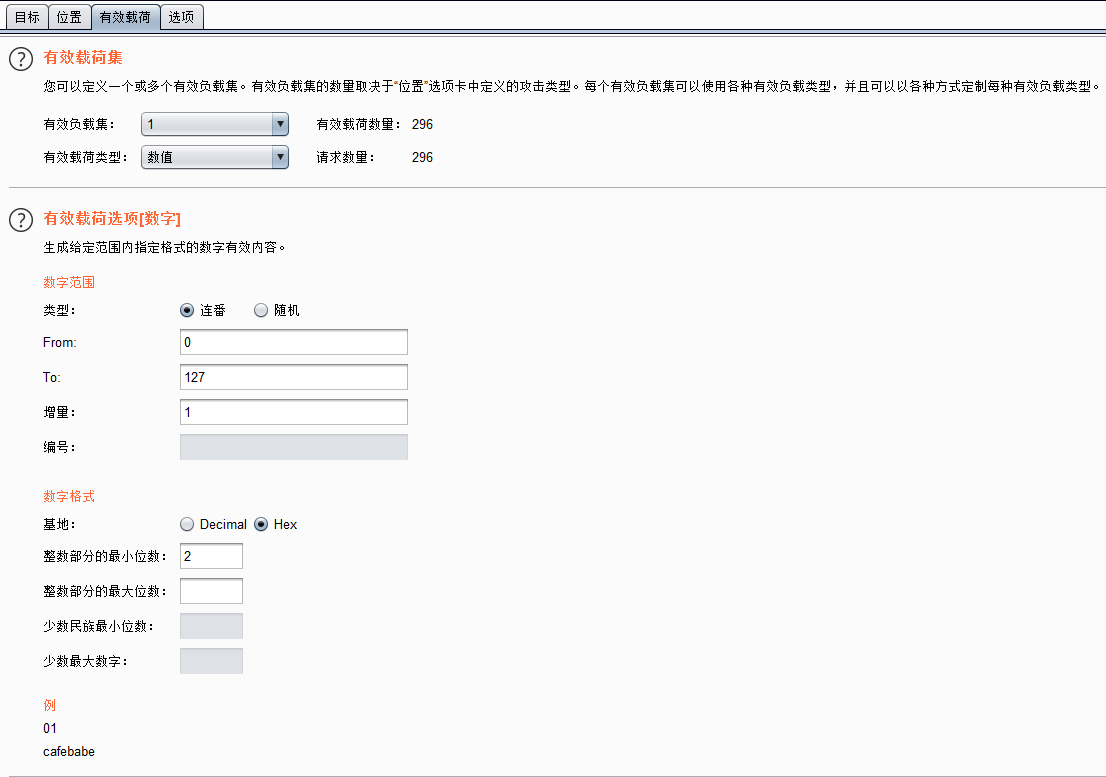 目标 位置 有效载荷 选项
? 有效载荷集
您可以定义一个或多个有效负载集。有效负载集的数量取决于“位置”选项卡中定义的攻击类型。每个有效负载集可以使用各种有效负载类型，并且可以以各种方式定制每种有效负载类型。
有效负载集： 1 有效载荷数量： 296
有效载荷类型： 数值 请求数量： 296
? 有效载荷选项[数字]
生成给定范围内指定格式的数字有效内容。
数字范围
类型： 连番 随机
From: 0
To: 127
增量： 1
编号：
数字格式
基地： Decimal Hex
整数部分的最小位数： 2
整数部分的最大位数：
少数民族最小位数：
少数最大数字：
例
01
cafebabe